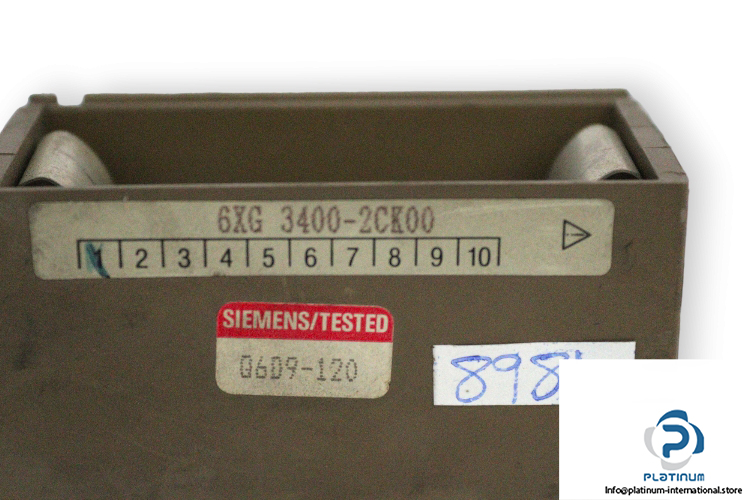 6XG 3400-2CK00
1 2 3 4 5 6 7 8 9 10
SIEMENS/TESTED
Q6D9-120
PLATINUM
Info@platinum-international.store